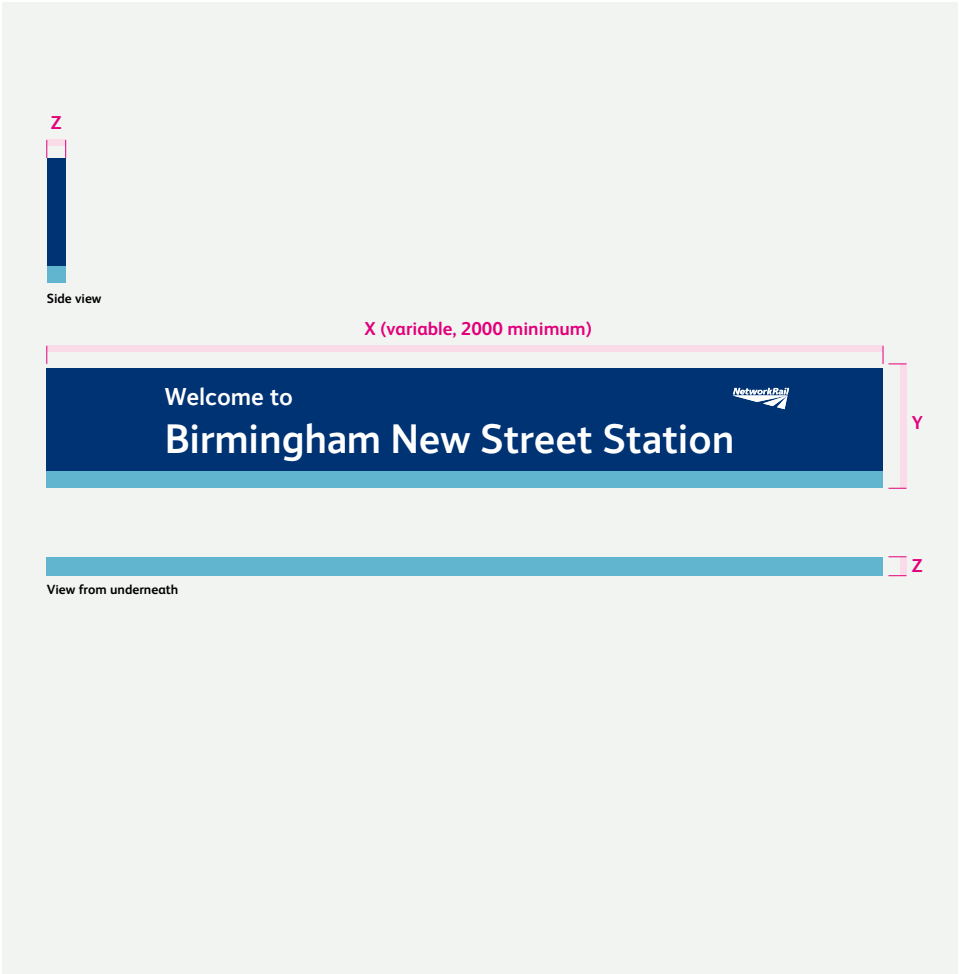 Z
Side view
X (variable, 2000 minimum)
Welcome to
NetworkRail
Birmingham New Street Station
Y
Z
View from underneath